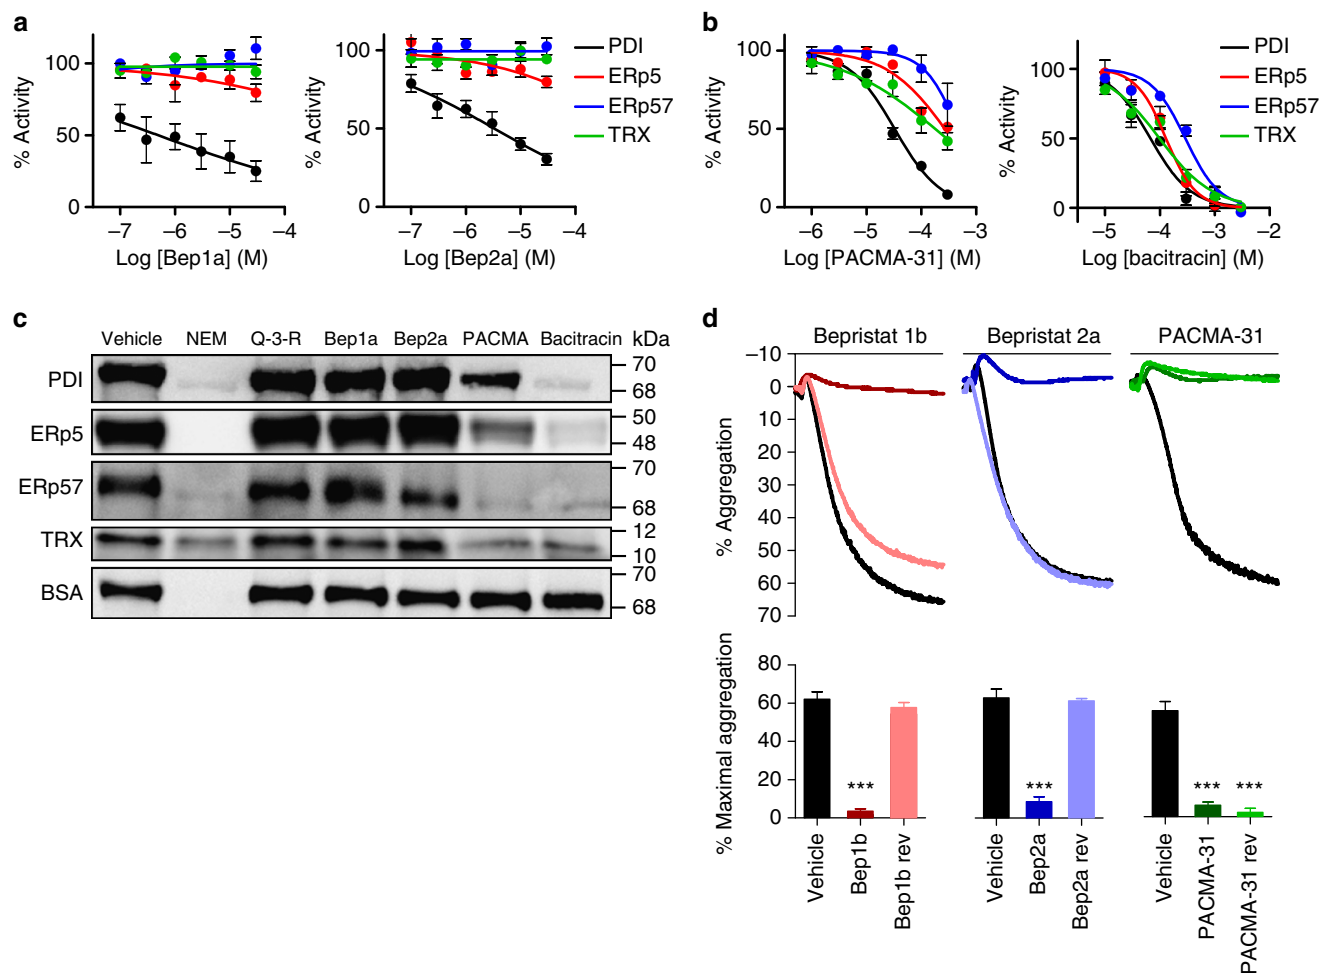 a
% Activity
100
50
0
–7
–6
–5
–4
Log [Bep1a] (M)
% Activity
100
50
0
–7
–6
–5
–4
Log [Bep2a] (M)
PDI
ERp5
ERp57
TRX
b
% Activity
100
50
0
–6
–5
–4
–3
Log [PACMA-31] (M)
% Activity
100
50
0
–5
–4
–3
–2
Log [bacitracin] (M)
PDI
ERp5
ERp57
TRX
c
Vehicle NEM Q-3-R Bep1a Bep2a PACMA Bacitracin kDa
PDI
70
68
ERp5
50
48
ERp57
70
68
TRX
12
10
BSA
70
68
d
Bepristat 1b
Bepristat 2a
PACMA-31
% Aggregation
–10
0
10
20
30
40
50
60
70
% Maximal aggregation
80
60
40
20
0
***
***
***
***
Vehicle
Bep1b
Bep1b rev
Vehicle
Bep2a
Bep2a rev
Vehicle
PACMA-31
PACMA-31 rev